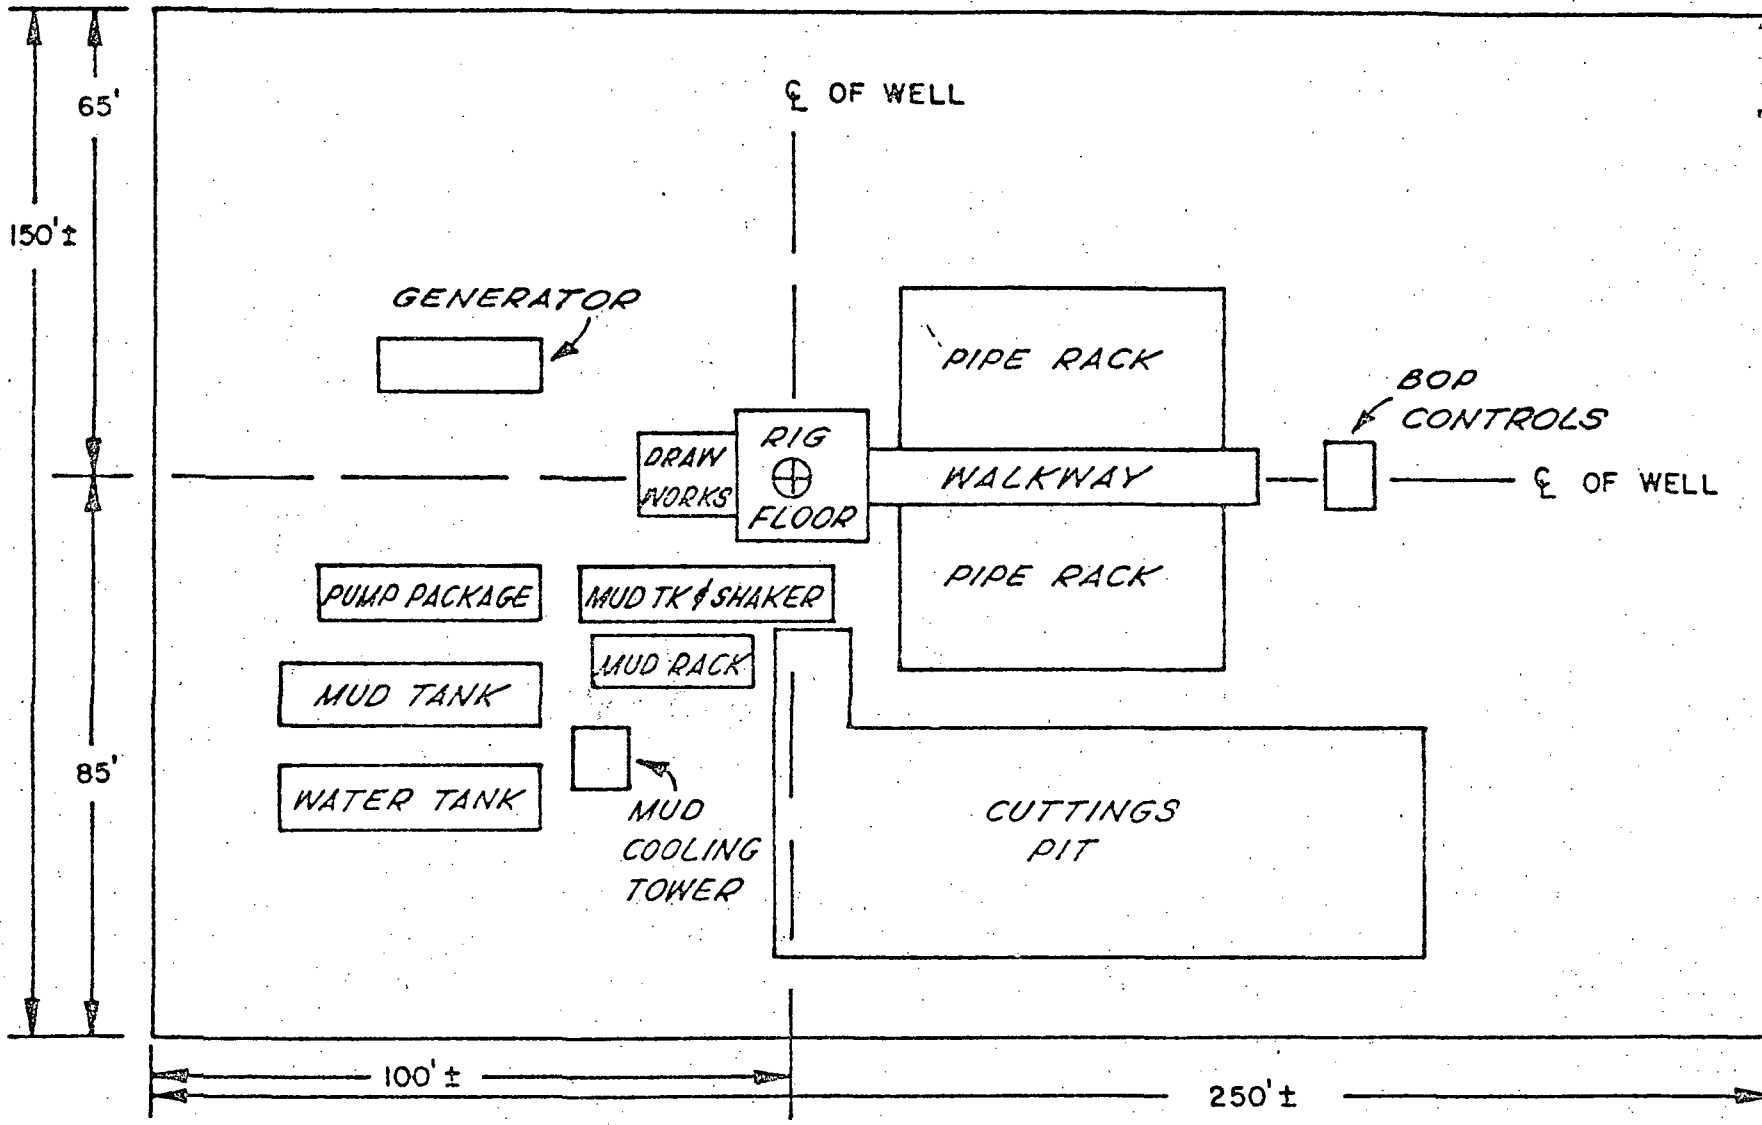 65'
℄ OF WELL
150'±
GENERATOR
PIPE RACK
BOP
CONTROLS
RIG
FLOOR
DRAW
WORKS
WALKWAY
℄ OF WELL
PUMP PACKAGE
MUD TK & SHAKER
PIPE RACK
MUD RACK
MUD TANK
85'
WATER TANK
MUD
COOLING
TOWER
CUTTINGS
PIT
100'±
250'±